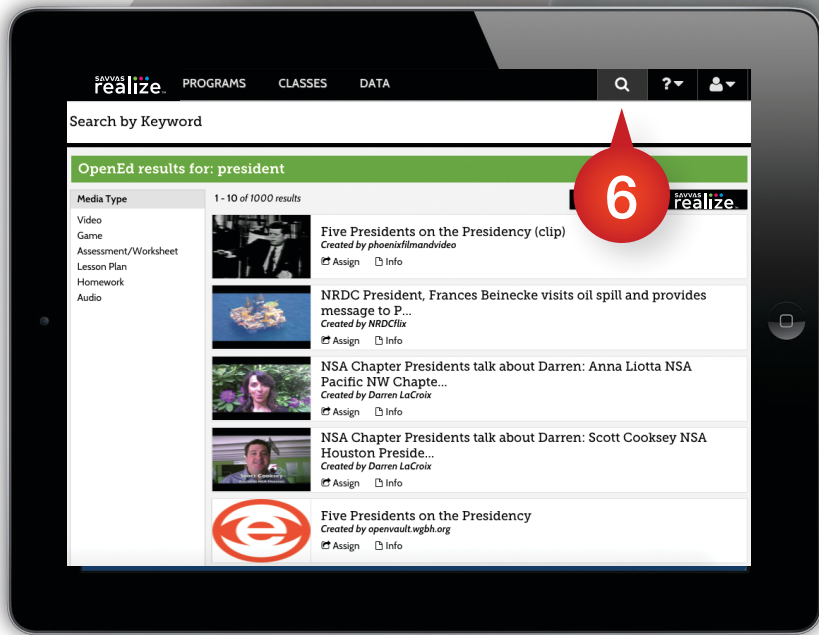 SAVVAS
realize. PROGRAMS CLASSES DATA ?
Search by Keyword
6
OpenEd results for: president
Media Type
Video
Game
Assessment/Worksheet
Lesson Plan
Homework
Audio
1 - 10 of 1000 results
SAVVAS
realize.
Five Presidents on the Presidency (clip)
Created by phoenixfilmandvideo
Assign Info
NRDC President, Frances Beinecke visits oil spill and provides
message to P...
Created by NRDCflix
Assign Info
NSA Chapter Presidents talk about Darren: Anna Liotta NSA
Pacific NW Chapte...
Created by Darren LaCroix
Assign Info
Scott Cooksey
NSA Chapter Presidents talk about Darren: Scott Cooksey NSA
Houston Preside...
Created by Darren LaCroix
Assign Info
e
Five Presidents on the Presidency
Created by openvault.wgbh.org
Assign Info